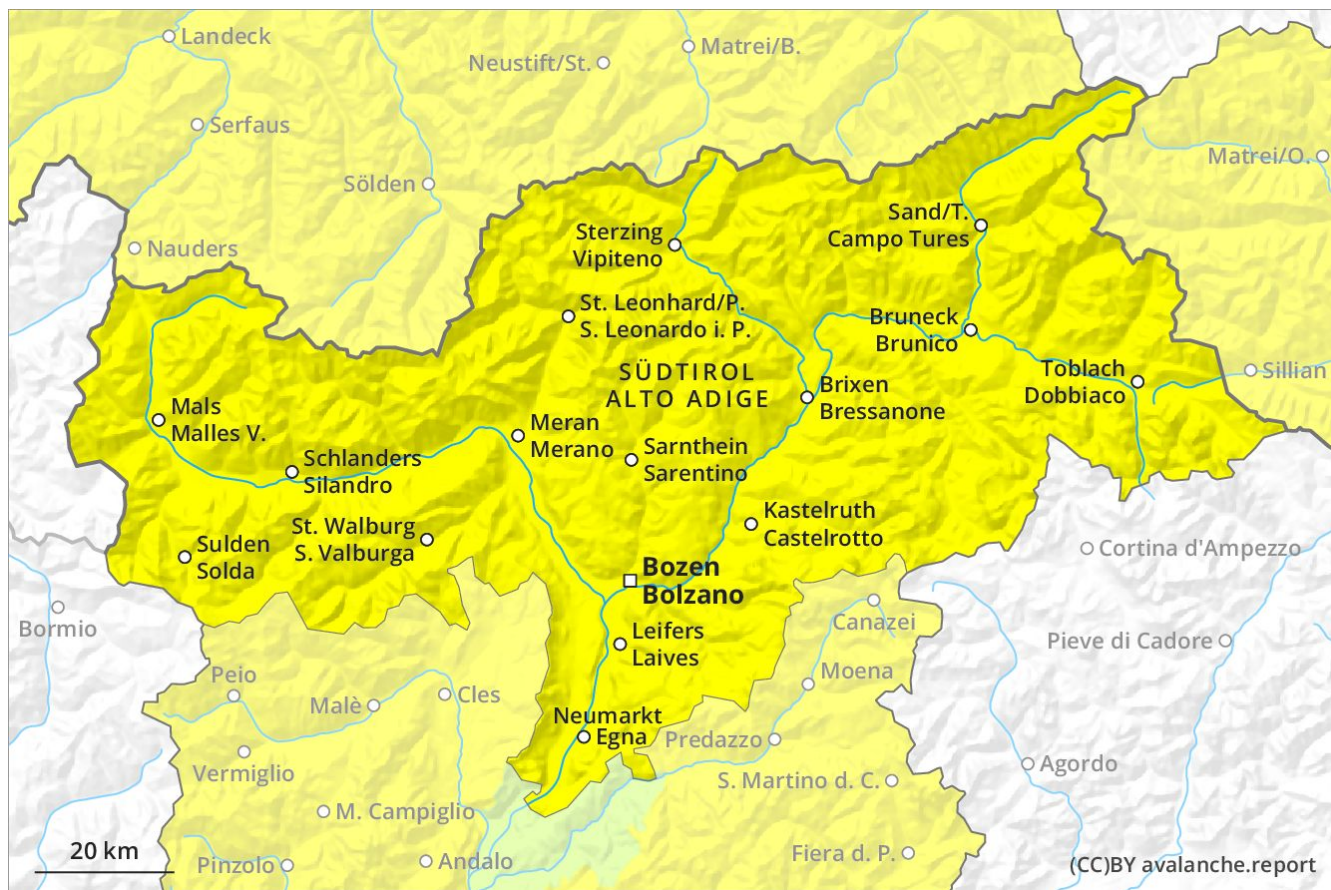 Landeck
Matrei/B.
Neustift/St.
Serfaus
Matrei/O.
Sölden
Nauders
Sand/T.
Campo Tures
Sterzing
Vipiteno
St. Leonhard/P.
S. Leonardo i. P.
Bruneck
Brunico
SÜDTIROL
ALTO ADIGE
Toblach
Dobbiaco
Sillian
Brixen
Bressanone
Mals
Malles V.
Meran
Merano
Schlanders
Silandro
Sarnthein
Sarentino
St. Walburg
S. Valburga
Kastelruth
Castelrotto
Sulden
Solda
Cortina d'Ampezzo
Bozen
Bolzano
Bormio
Leifers
Laives
Canazei
Pieve di Cadore
Peio
Moena
Malè
Cles
Neumarkt
Egna
Predazzo
Vermiglio
Agordo
S. Martino d. C.
M. Campiglio
20 km
Pinzolo
Andalo
Fiera d. P.
(CC)BY avalanche.report